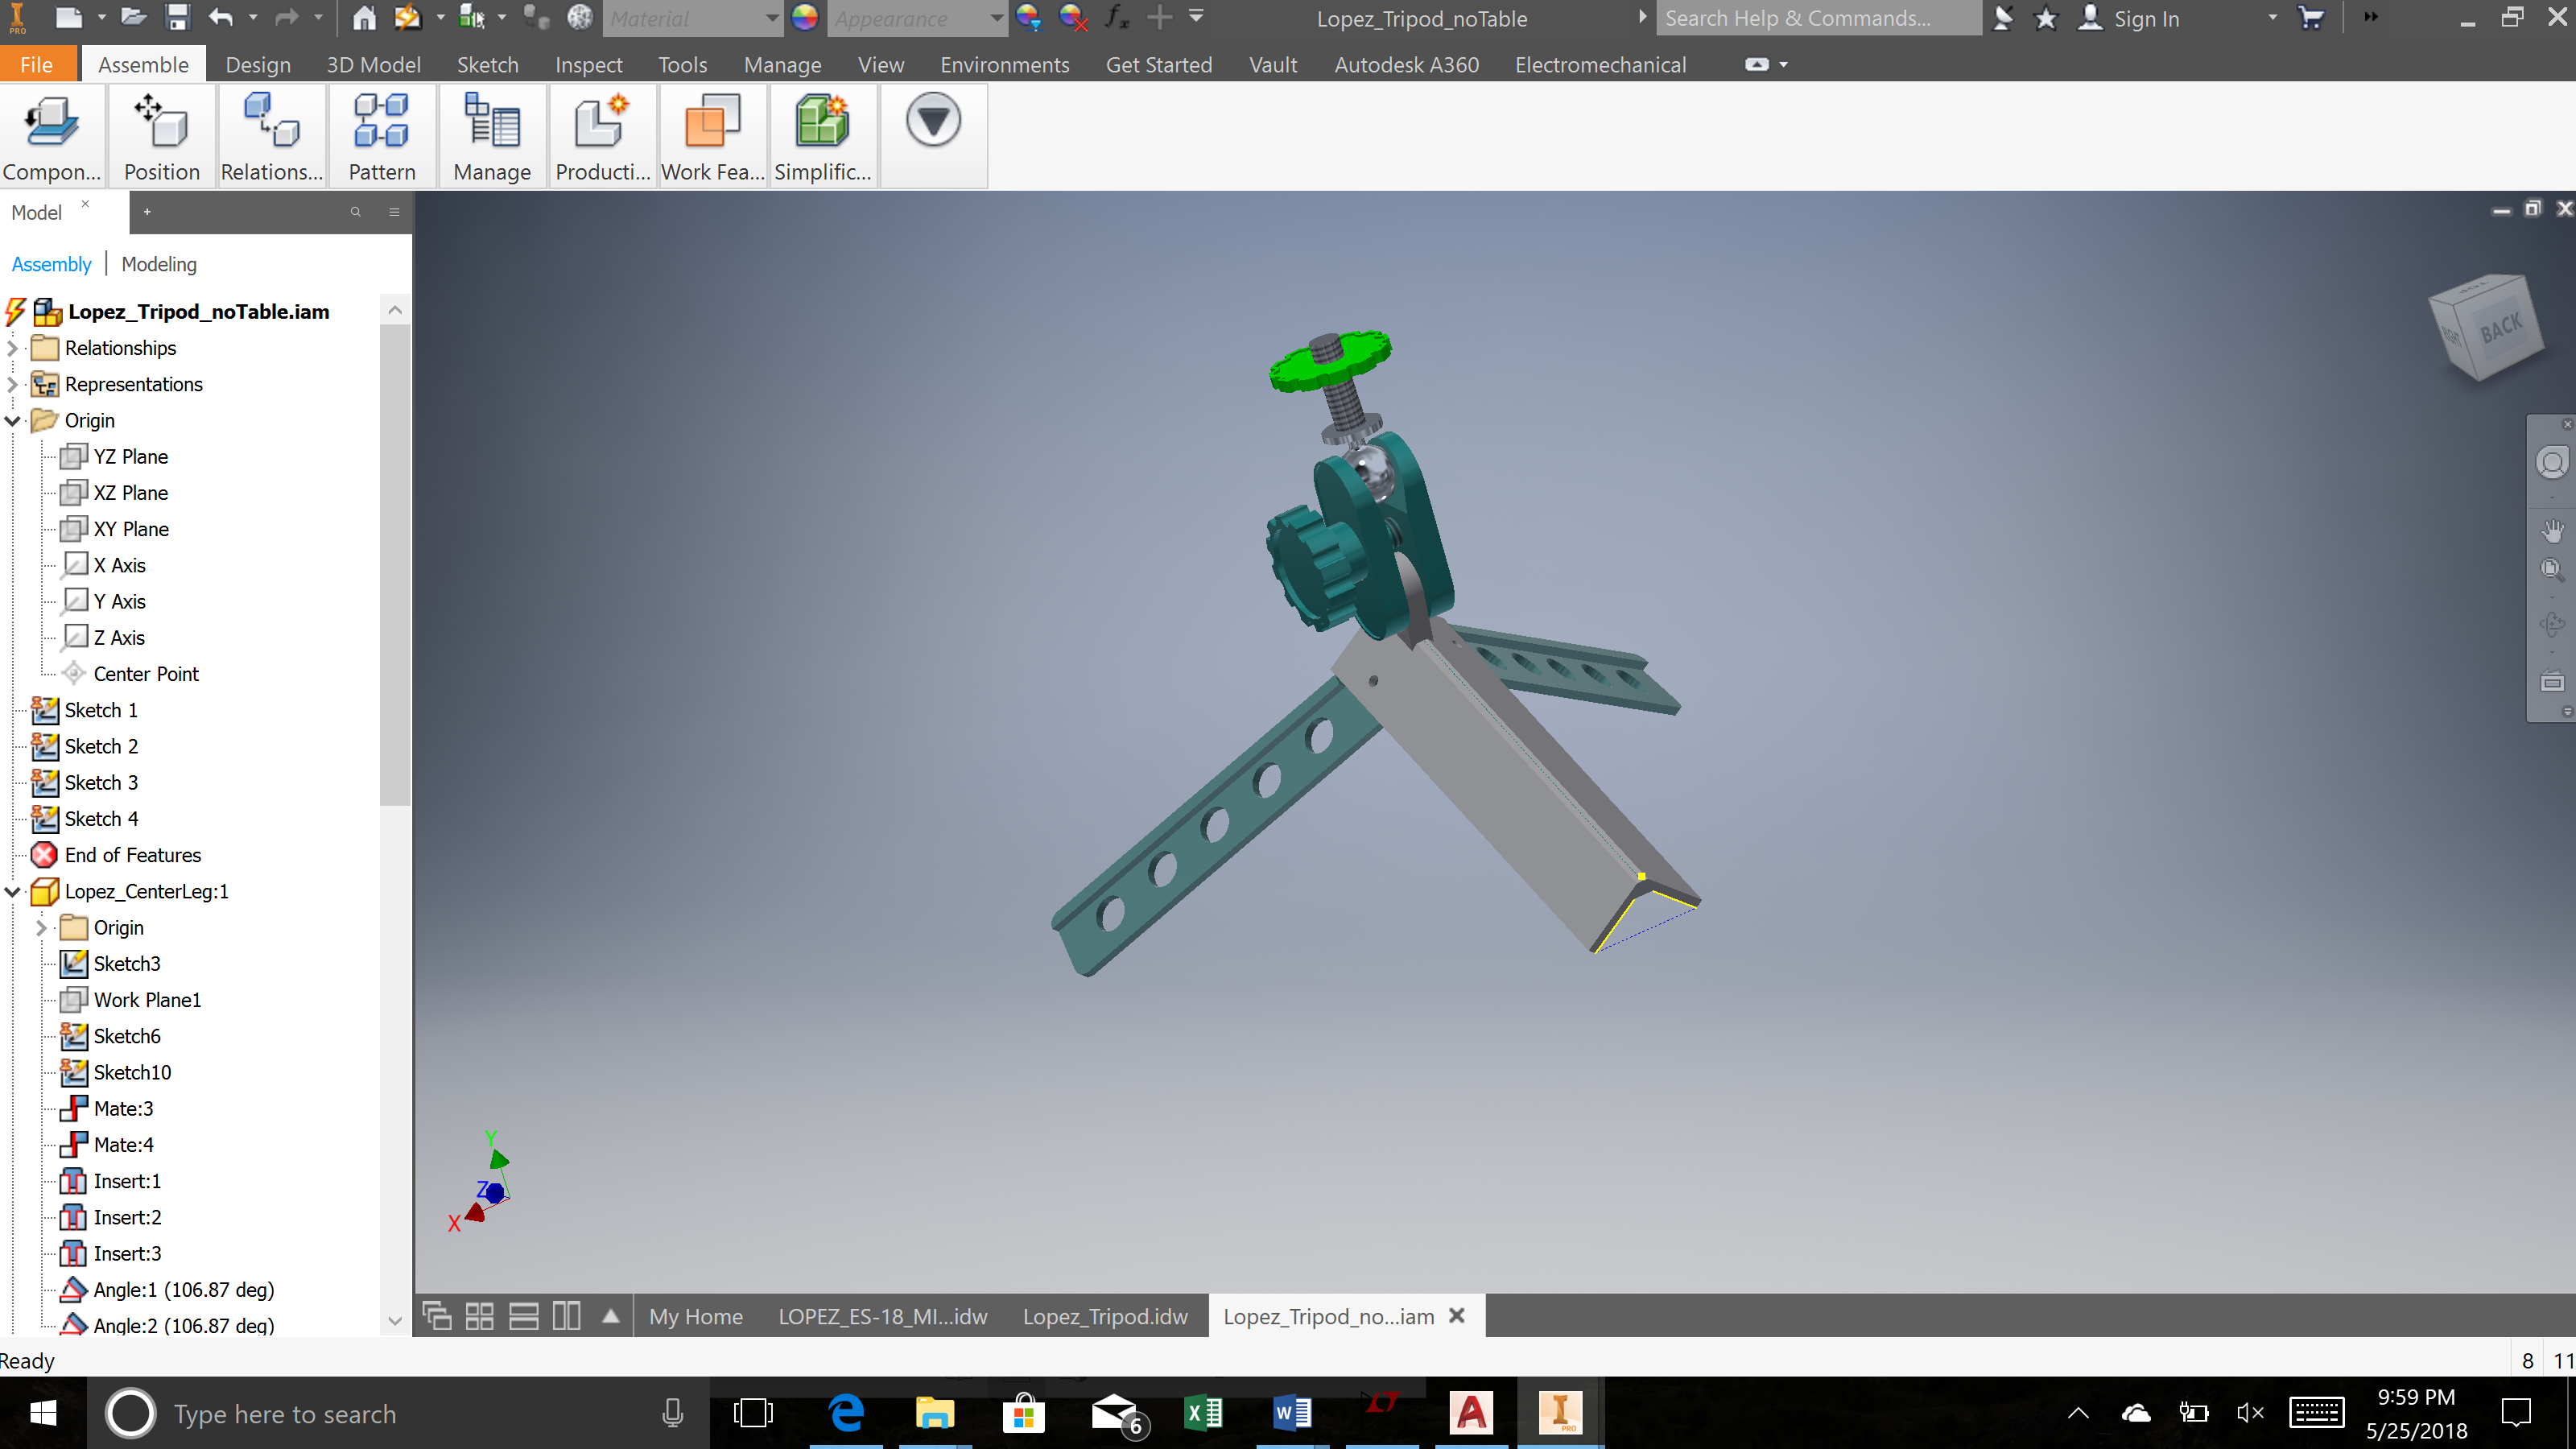 PRO
Material
Appearance
fx
Lopez_Tripod_noTable
Search Help & Commands...
Sign In
File
Assemble
Design
3D Model
Sketch
Inspect
Tools
Manage
View
Environments
Get Started
Vault
Autodesk A360
Electromechanical
Compon...
Position
Relations...
Pattern
Manage
Producti...
Work Fea...
Simplific...
Model
Assembly | Modeling
Lopez_Tripod_noTable.iam
Relationships
Representations
Origin
YZ Plane
XZ Plane
XY Plane
X Axis
Y Axis
Z Axis
Center Point
Sketch 1
Sketch 2
Sketch 3
Sketch 4
End of Features
Lopez_CenterLeg:1
Origin
Sketch3
Work Plane1
Sketch6
Sketch10
Mate:3
Mate:4
Insert:1
Insert:2
Insert:3
Angle:1 (106.87 deg)
Angle:2 (106.87 deg)
TOP
RIGHT
BACK
Y
Z
X
My Home
LOPEZ_ES-18_MI...idw
Lopez_Tripod.idw
Lopez_Tripod_no...iam
Ready
8
11
Type here to search
6
9:59 PM
5/25/2018